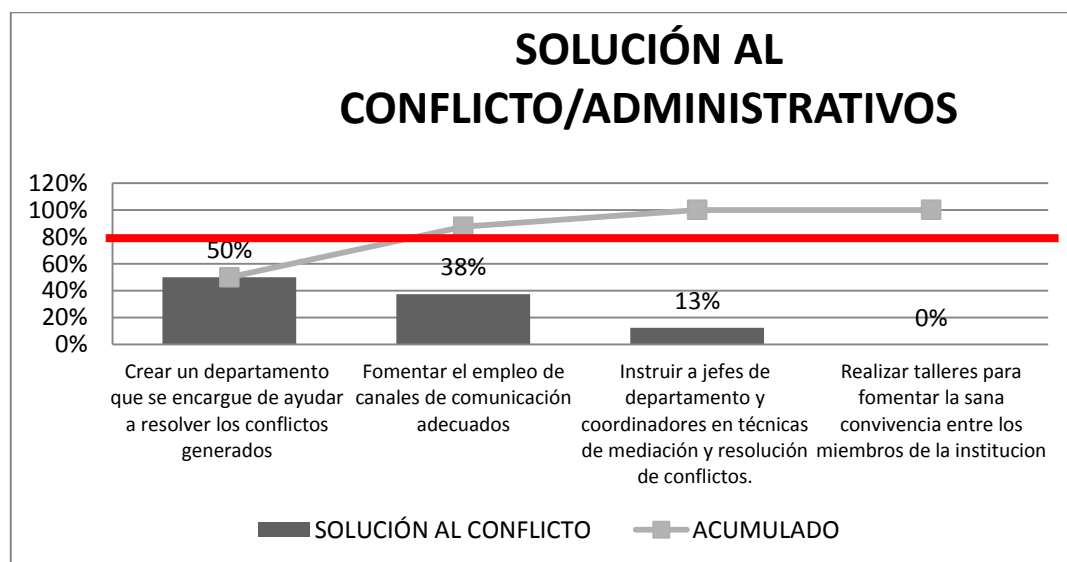 SOLUCIÓN AL
CONFLICTO/ADMINISTRATIVOS
120%
100%
80%
60%
40%
20%
0%
50%
38%
13%
0%
Crear un departamento
que se encargue de ayudar
a resolver los conflictos
generados
Fomentar el empleo de
canales de comunicación
adecuados
Instruir a jefes de
departamento y
coordinadores en técnicas
de mediación y resolución
de conflictos.
Realizar talleres para
fomentar la sana
convivencia entre los
miembros de la institucion
SOLUCIÓN AL CONFLICTO
ACUMULADO